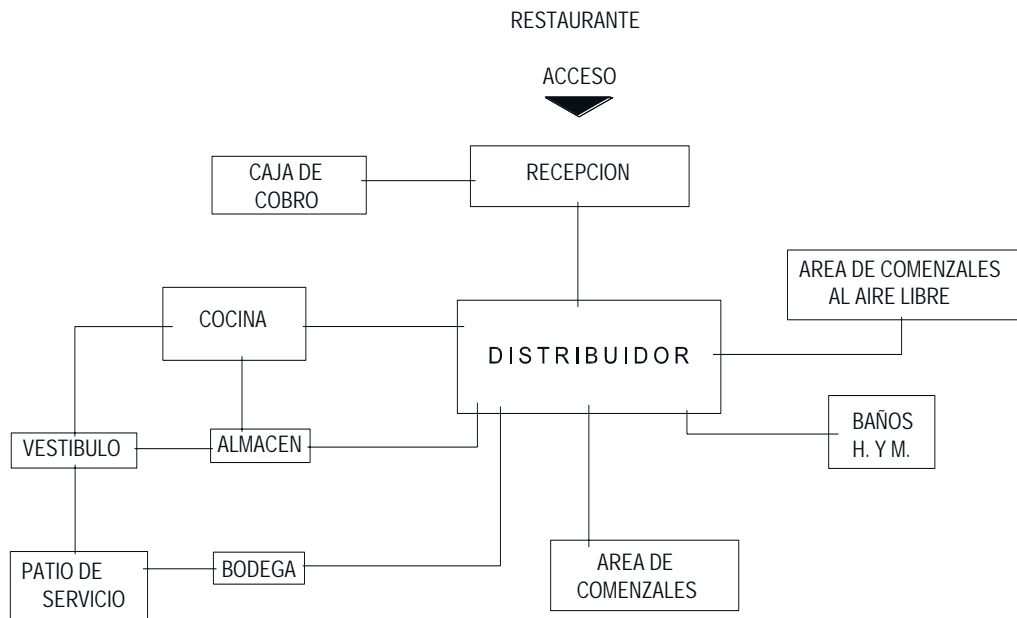 RESTAURANTE
ACCESO
CAJA DE
COBRO
RECEPCION
AREA DE COMENZALES
AL AIRE LIBRE
COCINA
DISTRIBUIDOR
BAÑOS
H. Y M.
VESTIBULO
ALMACEN
PATIO DE
SERVICIO
BODEGA
AREA DE
COMENZALES